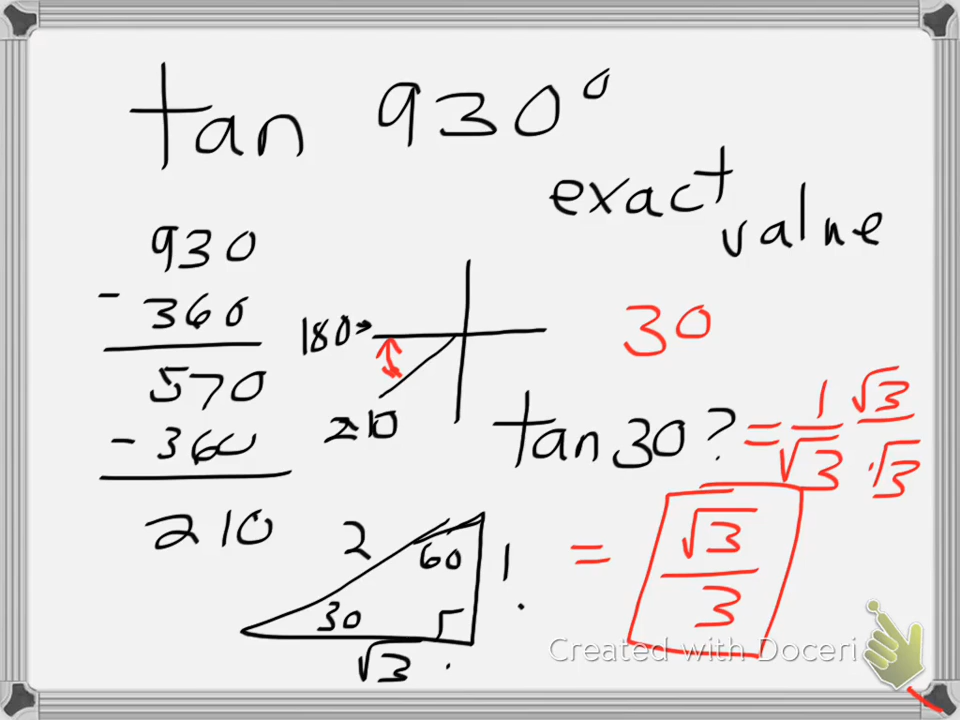 tan 930°
exact
value
930
- 360
570
- 360
210
180
210
30
tan 30? = 1/√3 · √3/√3
= √3/3
2
60
1
30
√3
Created with Doceri